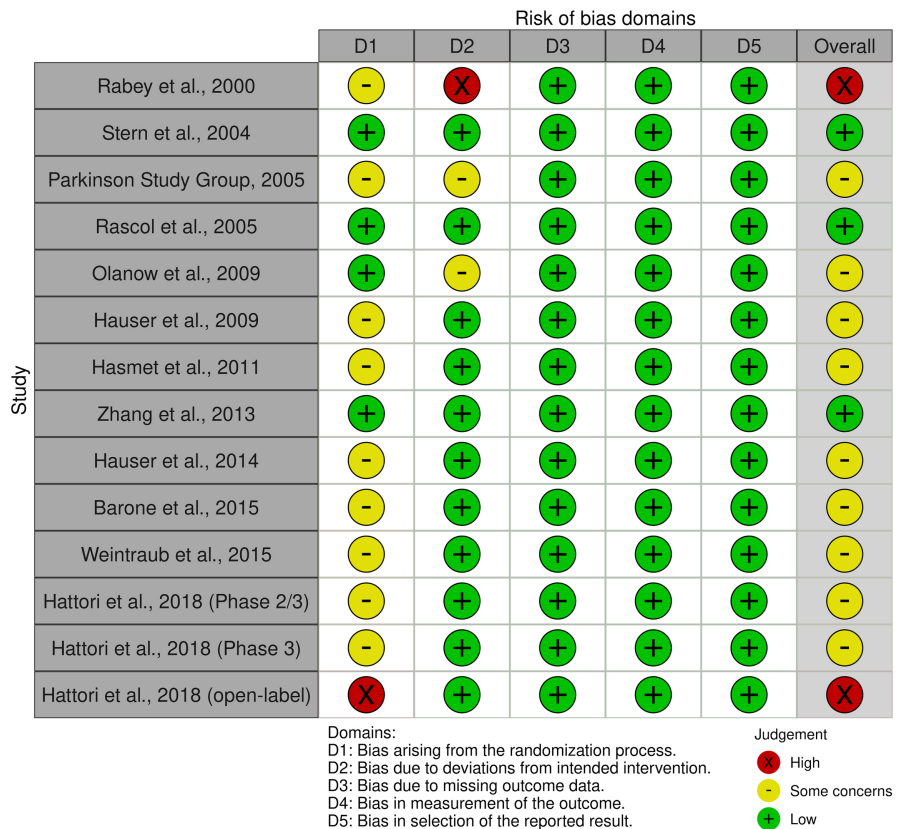 Risk of bias domains
D1 D2 D3 D4 D5 Overall
Study
Rabey et al., 2000 - X + + + X
Stern et al., 2004 + + + + + +
Parkinson Study Group, 2005 - - + + + -
Rascol et al., 2005 + + + + + +
Olanow et al., 2009 + - + + + -
Hauser et al., 2009 - + + + + -
Hasmet et al., 2011 - + + + + -
Zhang et al., 2013 + + + + + +
Hauser et al., 2014 - + + + + -
Barone et al., 2015 - + + + + -
Weintraub et al., 2015 - + + + + -
Hattori et al., 2018 (Phase 2/3) - + + + + -
Hattori et al., 2018 (Phase 3) - + + + + -
Hattori et al., 2018 (open-label) X + + + + X
Domains:
D1: Bias arising from the randomization process.
D2: Bias due to deviations from intended intervention.
D3: Bias due to missing outcome data.
D4: Bias in measurement of the outcome.
D5: Bias in selection of the reported result.
Judgement
X High
- Some concerns
+ Low